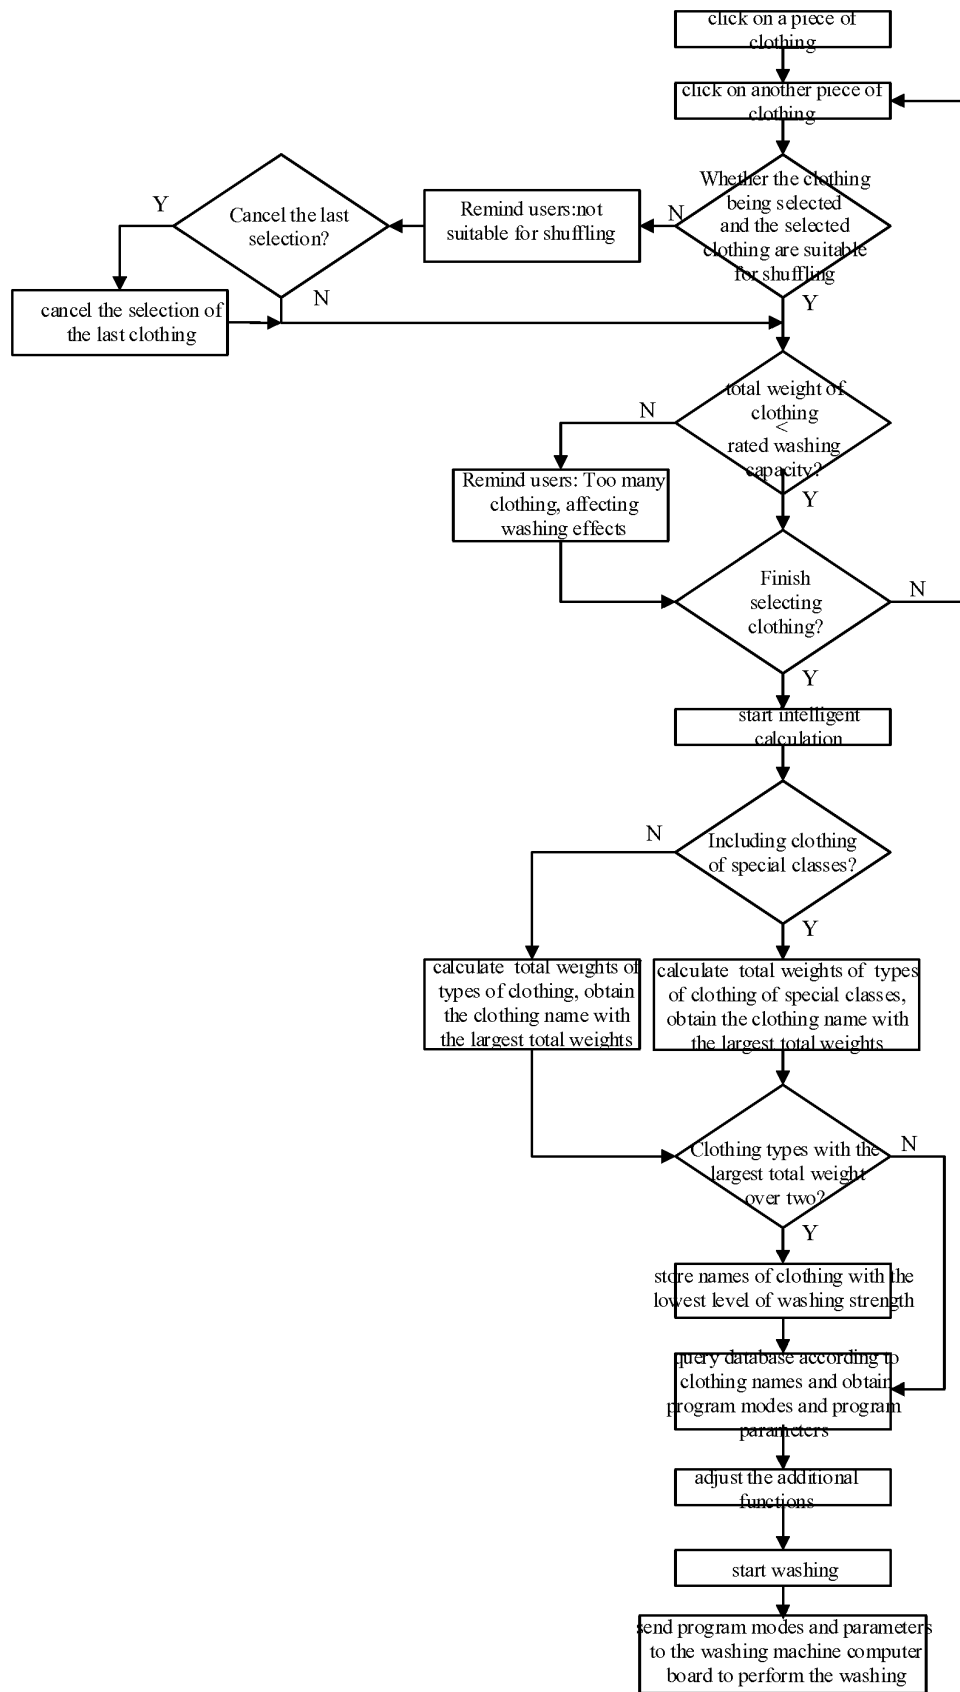 click on a piece of
clothing
click on another piece of
clothing
Whether the clothing
being selected
and the selected
clothing are suitable
for shuffling
N
Remind users:not
suitable for shuffling
Y
Cancel the last
selection?
N
Y
cancel the selection of
the last clothing
total weight of
clothing
<
rated washing
capacity?
N
Y
Remind users: Too many
clothing, affecting
washing effects
Finish
selecting
clothing?
N
Y
start intelligent
calculation
N
Including clothing
of special classes?
Y
calculate total weights of
types of clothing, obtain
the clothing name with
the largest total weights
calculate total weights of types
of clothing of special classes,
obtain the clothing name with
the largest total weights
N
Clothing types with the
largest total weight
over two?
Y
store names of clothing with the
lowest level of washing strength
query database according to
clothing names and obtain
program modes and program
parameters
adjust the additional
functions
start washing
send program modes and parameters
to the washing machine computer
board to perform the washing